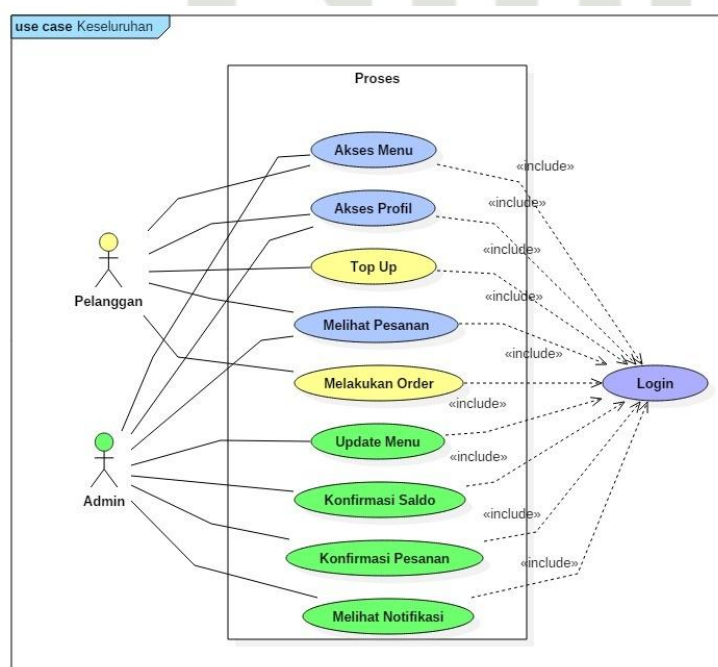 use case Keseluruhan
Proses
Akses Menu
«include»
Akses Profil
«include»
Pelanggan
Top Up
«include»
Melihat Pesanan
«include»
Melakukan Order
«include»
Login
Admin
Update Menu
«include»
Konfirmasi Saldo
«include»
Konfirmasi Pesanan
«include»
Melihat Notifikasi
«include»